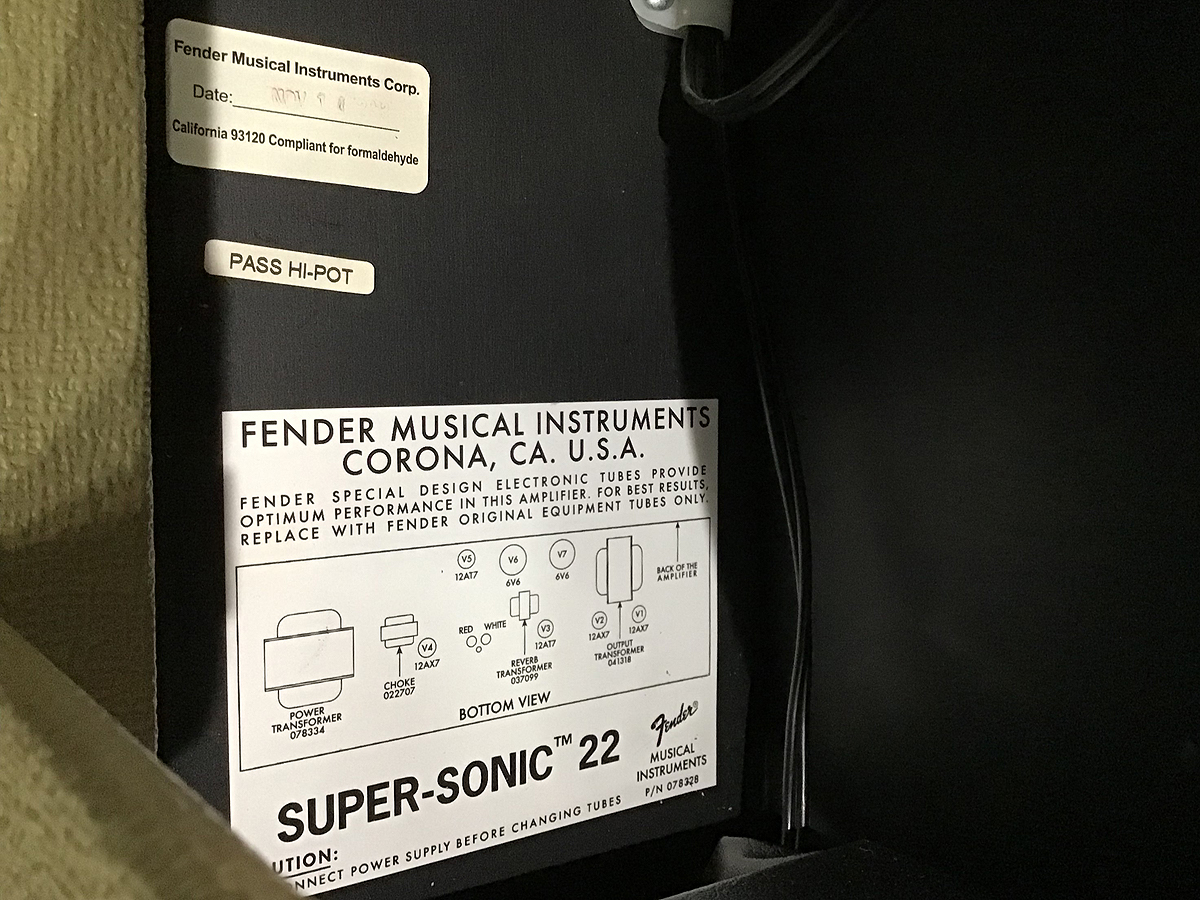 Fender Musical Instruments Corp.
Date:
California 93120 Compliant for formaldehyde
PASS HI-POT
FENDER MUSICAL INSTRUMENTS
CORONA, CA. U.S.A.
FENDER SPECIAL DESIGN ELECTRONIC TUBES PROVIDE
OPTIMUM PERFORMANCE IN THIS AMPLIFIER. FOR BEST RESULTS,
REPLACE WITH FENDER ORIGINAL EQUIPMENT TUBES ONLY.
V5
12AT7
V6
6V6
V7
6V6
BACK OF THE
AMPLIFIER
V4
12AX7
RED WHITE
V3
12AT7
V2
12AX7
V1
12AX7
POWER
TRANSFORMER
078334
CHOKE
022707
REVERB
TRANSFORMER
037099
OUTPUT
TRANSFORMER
041318
BOTTOM VIEW
SUPER-SONIC™ 22
Fender®
MUSICAL
INSTRUMENTS
P/N 078328
UTION:
NNECT POWER SUPPLY BEFORE CHANGING TUBES